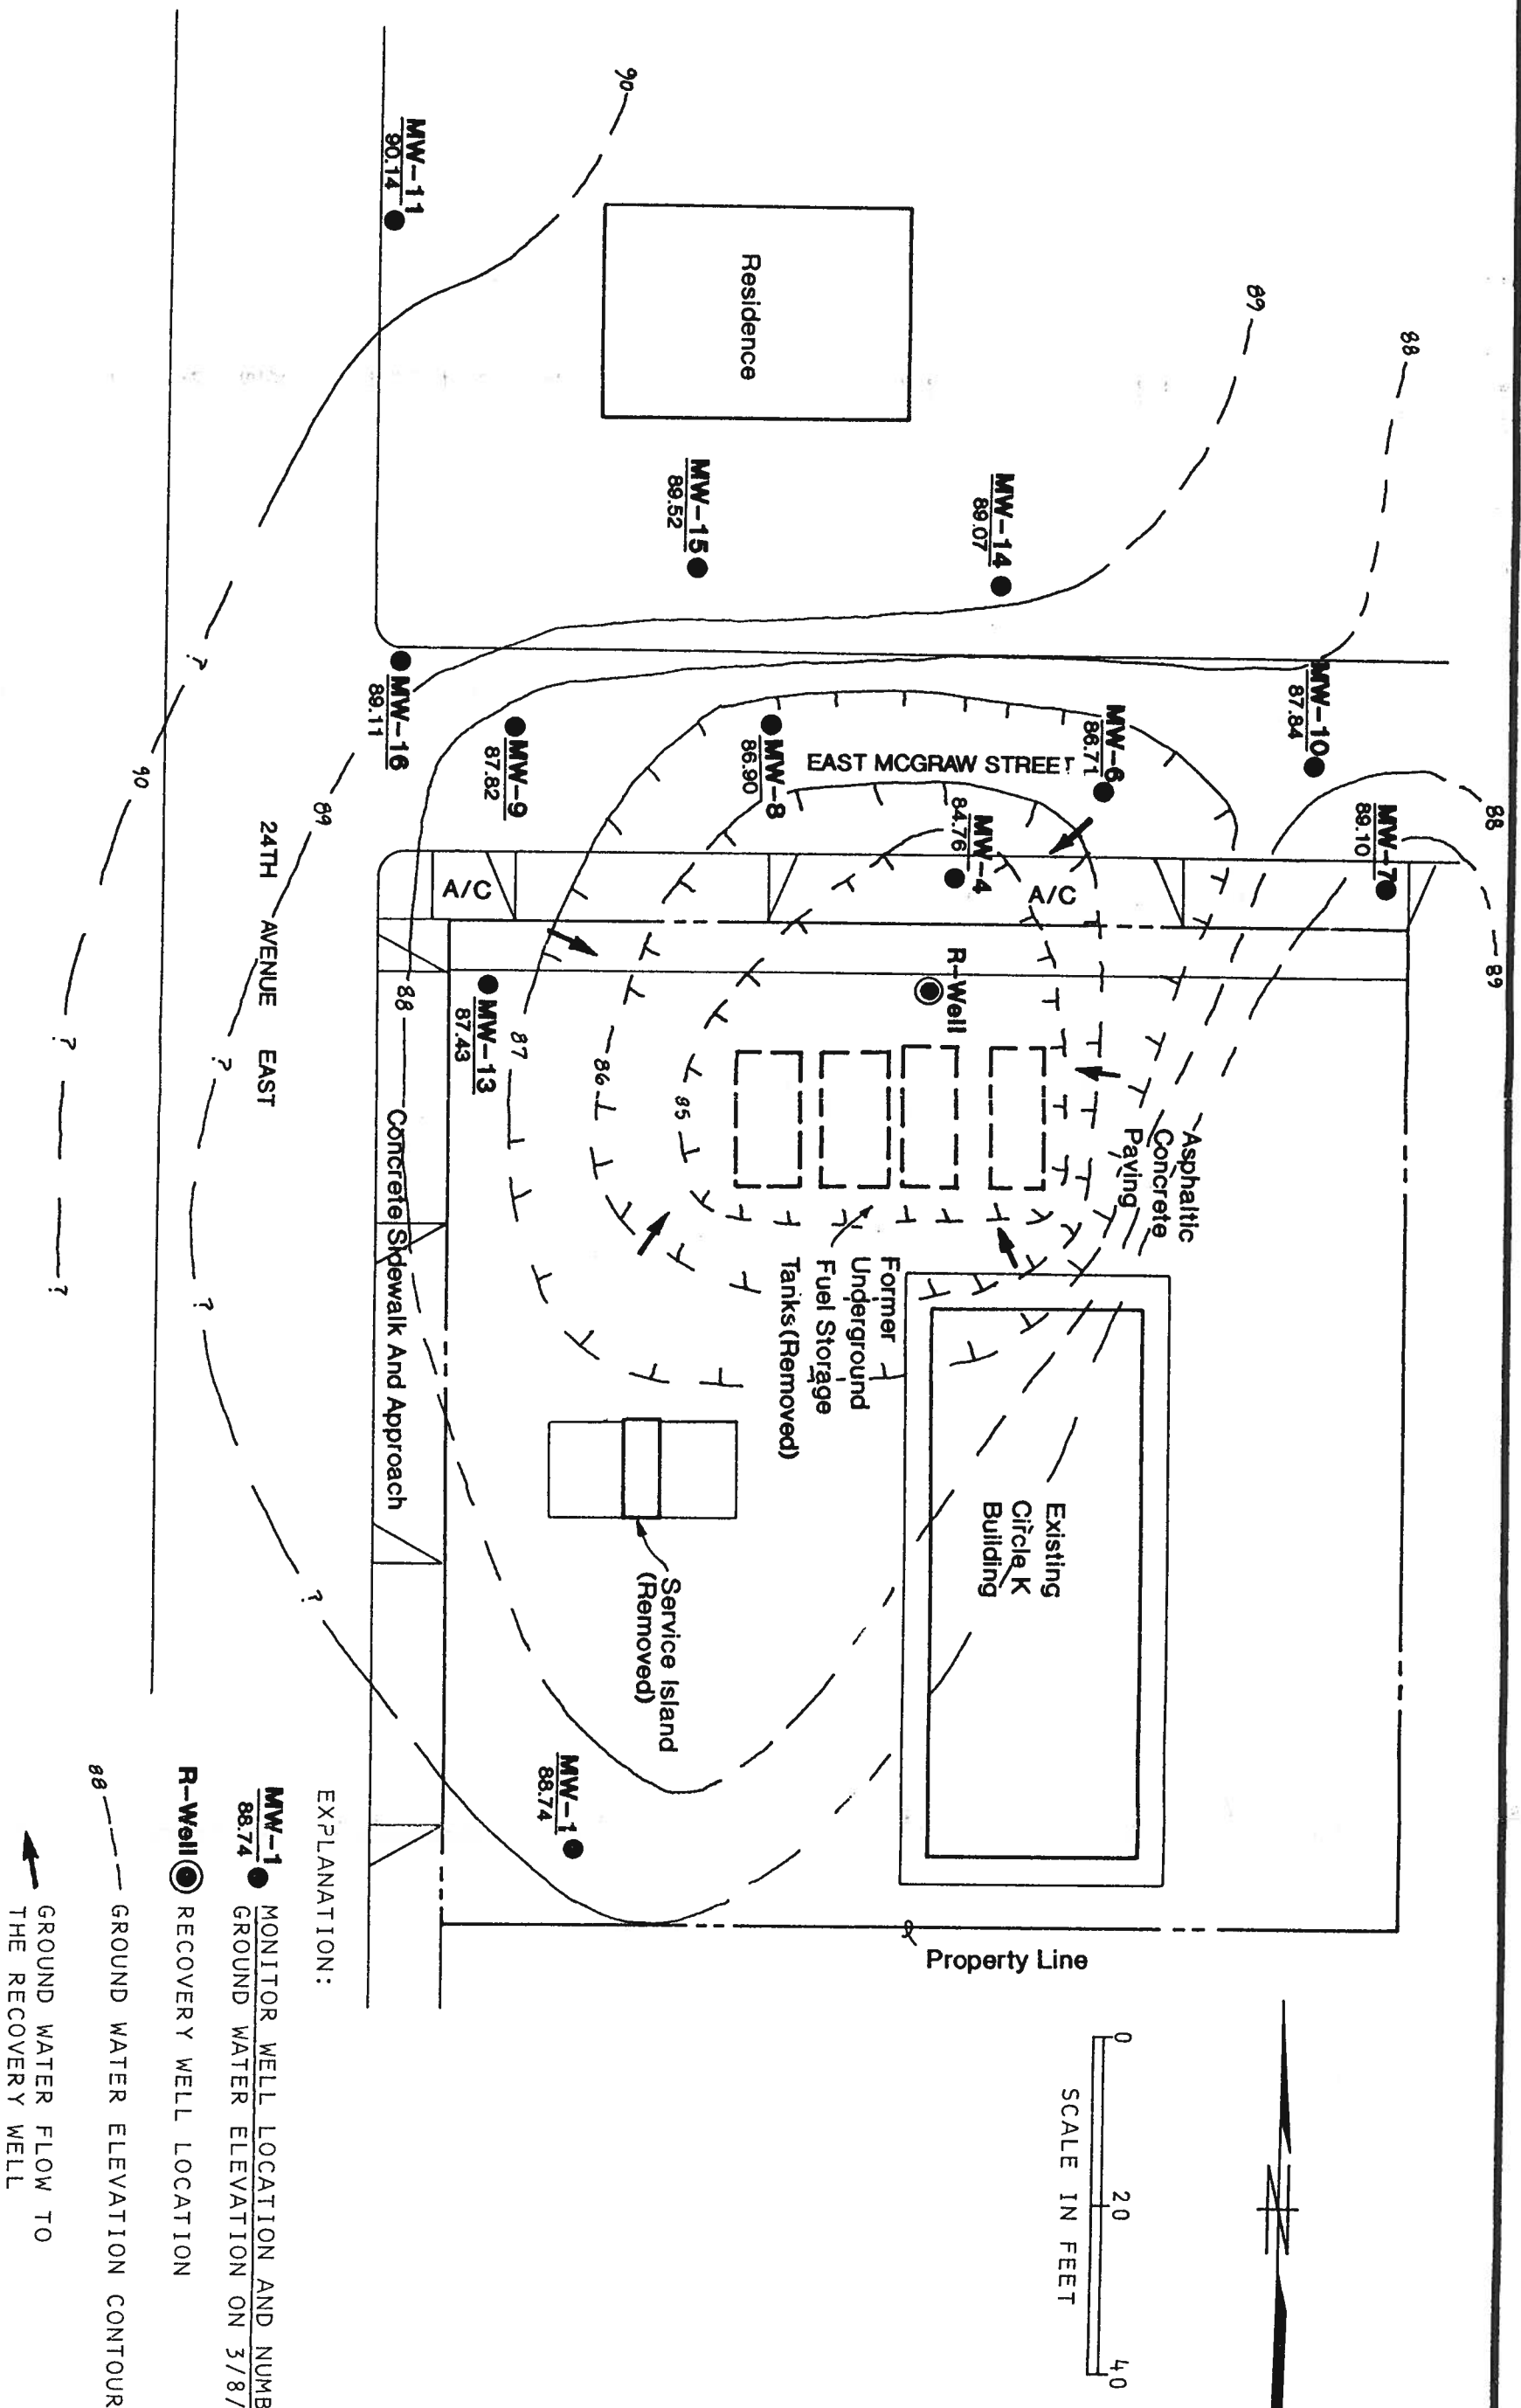 90
MW-11
90.14
Residence
89
88
MW-15
89.52
MW-14
89.07
MW-16
89.11
MW-9
87.82
MW-8
86.90
EAST MCGRAW STREET
MW-6
86.71
MW-10
87.84
MW-4
84.76
MW-7
89.10
88
89
90
89
A/C
A/C
24TH AVENUE EAST
?
88
MW-13
87.43
87
86
85
R-Well
Asphaltic
Concrete
Paving
?
?
?
?
Concrete Sidewalk And Approach
Former
Underground
Fuel Storage
Tanks(Removed)
Existing
Circle K
Building
Service Island
(Removed)
?
MW-1
88.74
Property Line
0 20 40
SCALE IN FEET
N
EXPLANATION:
MW-1
88.74
MONITOR WELL LOCATION AND NUMB
GROUND WATER ELEVATION ON 3/8/
R-Well
RECOVERY WELL LOCATION
88
GROUND WATER ELEVATION CONTOUR
GROUND WATER FLOW TO
THE RECOVERY WELL